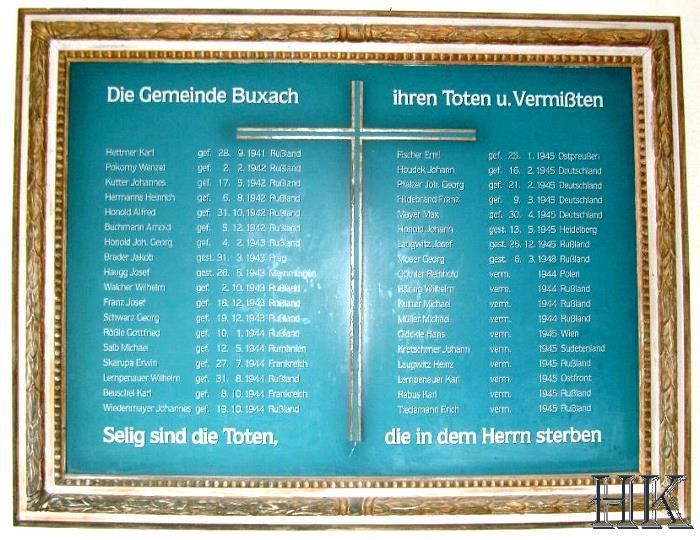 Die Gemeinde Buxach
Hettmer Karl gef. 28. 9. 1941 Rußland
Pokorny Wenzel gef. 2. 2. 1942 Rußland
Kutter Johannes gef. 17. 5. 1942 Rußland
Hermanns Heinrich gef. 6. 8. 1942 Rußland
Honold Alfred gef. 31. 10. 1942 Rußland
Buchmann Arnold gef. 5. 12. 1942 Rußland
Honold Joh. Georg gef. 4. 2. 1943 Rußland
Brader Jakob gest. 31. 3. 1943 Prag
Haugg Josef gest. 26. 5. 1943 Memmingen
Walcher Wilhelm gef. 2. 10. 1943 Rußland
Franz Josef gef. 18. 12. 1943 Rußland
Schwarz Georg gef. 19. 12. 1943 Rußland
Rößle Gottfried gef. 10. 1. 1944 Rußland
Salb Michael gef. 12. 5. 1944 Rumänien
Skarupa Erwin gef. 27. 7. 1944 Frankreich
Lempenauer Wilhelm gef. 31. 8. 1944 Rußland
Beuschel Karl gef. 8. 10. 1944 Frankreich
Wiedenmayer Johannes gef. 19. 10. 1944 Rußland
Selig sind die Toten,
ihren Toten u. Vermißten
Fischer Emil gef. 25. 1. 1945 Ostpreußen
Houdek Johann gef. 16. 2. 1945 Deutschland
Pfalzer Joh. Georg gef. 21. 2. 1945 Deutschland
Hildebrand Franz gef. 9. 3. 1945 Deutschland
Mayer Max gef. 30. 4. 1945 Deutschland
Honold Johann gest. 13. 5. 1945 Heidelberg
Laugwitz Josef gest. 25. 12. 1945 Rußland
Moser Georg gest. 6. 3. 1948 Rußland
Reinhold verm. 1944 Polen
Wilhelm verm. 1944 Rußland
Kutter Michael verm. 1944 Rußland
Müller Michael verm. 1944 Rußland
Glöckle Hans verm. 1945 Wien
Kretschmer Johann verm. 1945 Sudetenland
Laugwitz Heinz verm. 1945 Rußland
Lempenauer Karl verm. 1945 Ostfront
Rabus Karl verm. 1945 Rußland
Tiedemann Erich verm. 1945 Rußland
die in dem Herrn sterben
HK